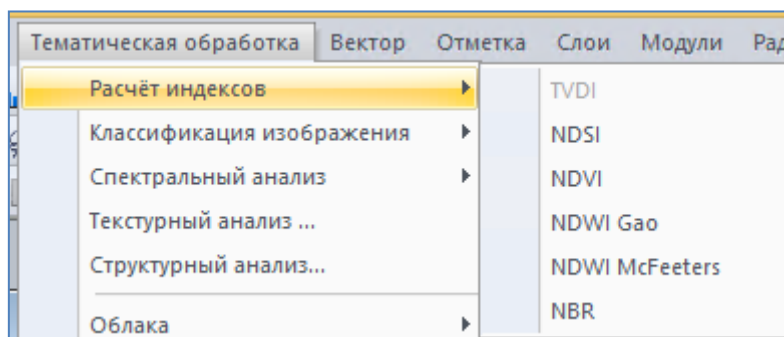 Тематическая обработка Вектор Отметка Слои Модули Рад
Расчёт индексов
Классификация изображения
Спектральный анализ
Текстурный анализ ...
Структурный анализ...
Облака
TVDI
NDSI
NDVI
NDWI Gao
NDWI McFeeters
NBR